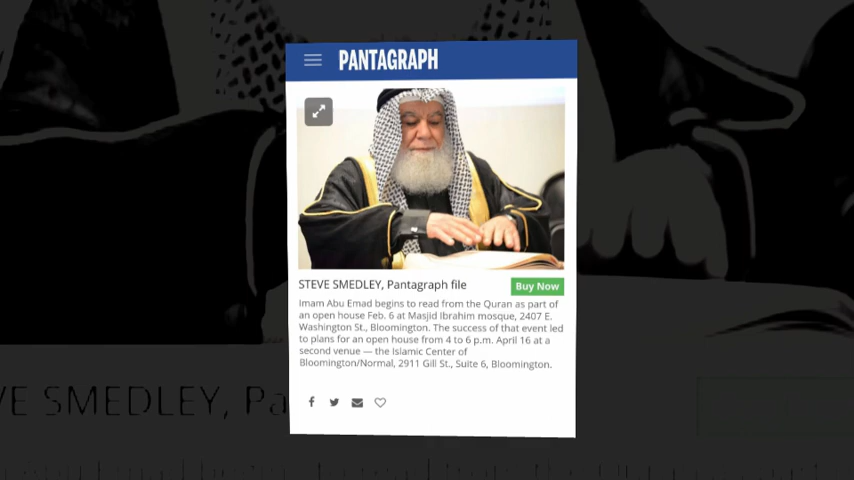 PANTAGRAPH
STEVE SMEDLEY, Pantagraph file
Buy Now
Imam Abu Emad begins to read from the Quran as part of
an open house Feb. 6 at Masjid Ibrahim mosque, 2407 E.
Washington St., Bloomington. The success of that event led
to plans for an open house from 4 to 6 p.m. April 16 at a
second venue — the Islamic Center of
Bloomington/Normal, 2911 Gill St., Suite 6, Bloomington.
VE SMEDLEY, Pa